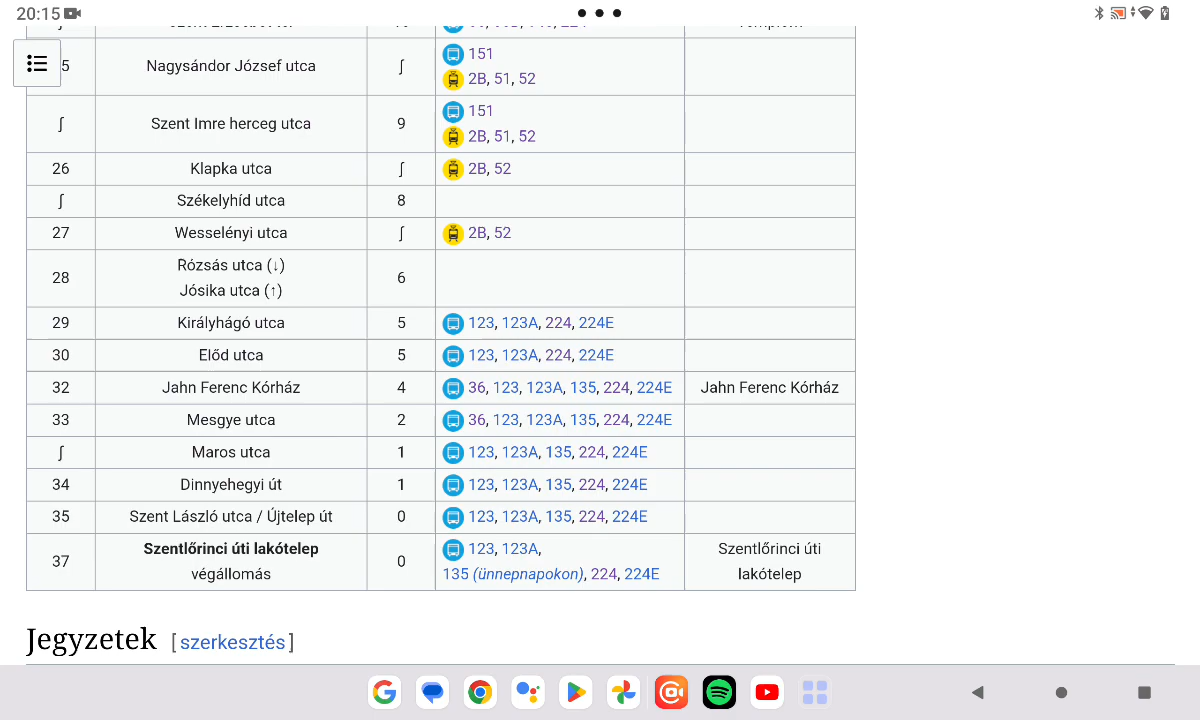 20:15
25 Nagysándor József utca ʃ 151
2B, 51, 52
ʃ Szent Imre herceg utca 9 151
2B, 51, 52
26 Klapka utca ʃ 2B, 52
ʃ Székelyhíd utca 8
27 Wesselényi utca ʃ 2B, 52
28 Rózsás utca (↓)
Jósika utca (↑) 6
29 Királyhágó utca 5 123, 123A, 224, 224E
30 Előd utca 5 123, 123A, 224, 224E
32 Jahn Ferenc Kórház 4 36, 123, 123A, 135, 224, 224E Jahn Ferenc Kórház
33 Mesgye utca 2 36, 123, 123A, 135, 224, 224E
ʃ Maros utca 1 123, 123A, 135, 224, 224E
34 Dinnyehegyi út 1 123, 123A, 135, 224, 224E
35 Szent László utca / Újtelep út 0 123, 123A, 135, 224, 224E
37 Szentlőrinci úti lakótelep
végállomás 0 123, 123A,
135 (ünnepnapokon), 224, 224E Szentlőrinci úti
lakótelep
Jegyzetek [szerkesztés]